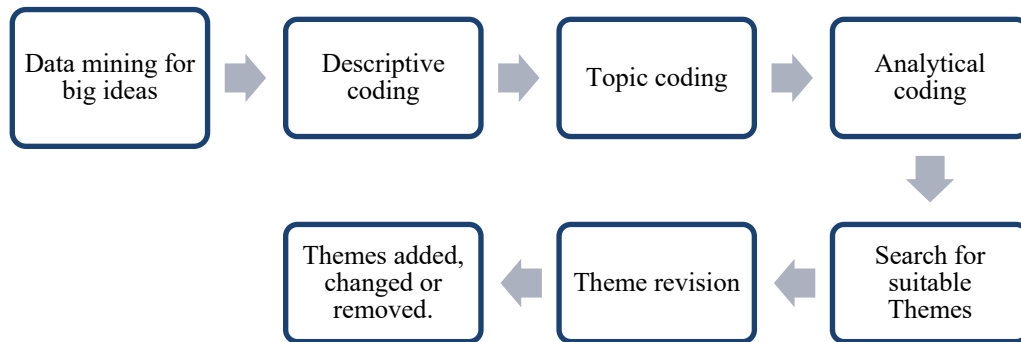 Data mining for
big ideas
Descriptive
coding
Topic coding
Analytical
coding
Search for
suitable
Themes
Theme revision
Themes added,
changed or
removed.